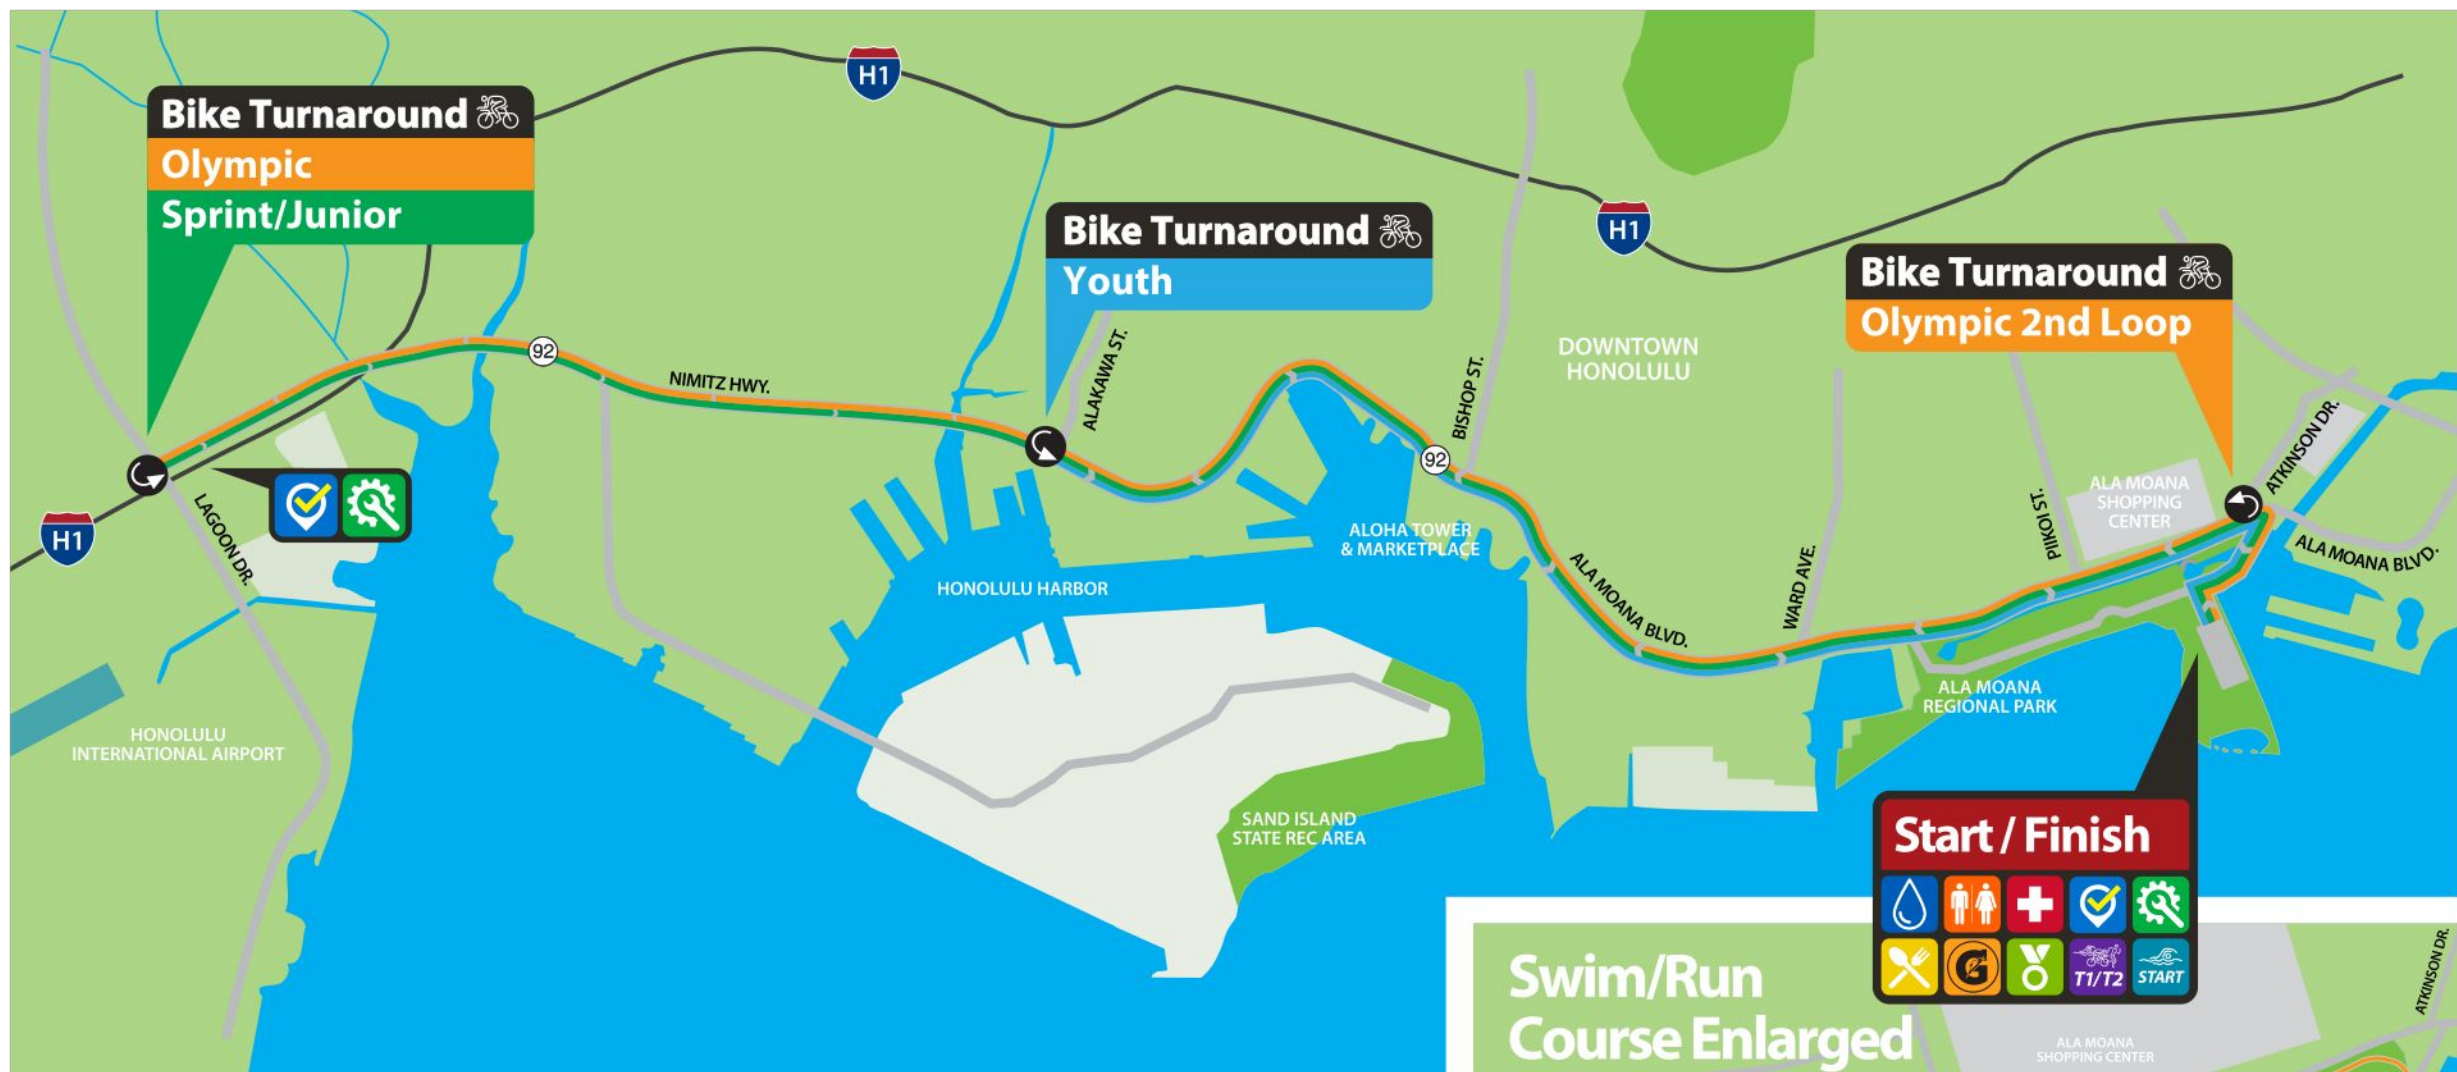 H1
Bike Turnaround
Olympic
Sprint/Junior
Bike Turnaround
Youth
H1
Bike Turnaround
Olympic 2nd Loop
DOWNTOWN
HONOLULU
92
NIMITZ HWY.
ALAKAWA ST.
BISHOP ST.
92
ATKINSON DR.
ALA MOANA
SHOPPING
CENTER
PIIKOI ST.
ALA MOANA BLVD.
H1
LAGOON DR.
ALOHA TOWER
& MARKETPLACE
HONOLULU HARBOR
ALA MOANA BLVD.
WARD AVE.
ALA MOANA
REGIONAL PARK
HONOLULU
INTERNATIONAL AIRPORT
SAND ISLAND
STATE REC AREA
Start / Finish
G
T1/T2
START
Swim/Run
Course Enlarged
ATKINSON DR.
ALA MOANA
SHOPPING CENTER